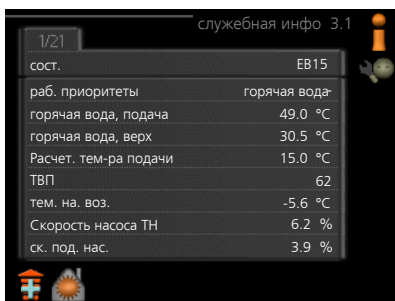 служебная инфо 3.1
1/21
сост. EB15
раб. приоритеты горячая вода-
горячая вода, подача 49.0 °C
горячая вода, верх 30.5 °C
Расчет. тем-ра подачи 15.0 °C
ТВП 62
тем. на. воз. -5.6 °C
Скорость насоса ТН 6.2 %
ск. под. нас. 3.9 %